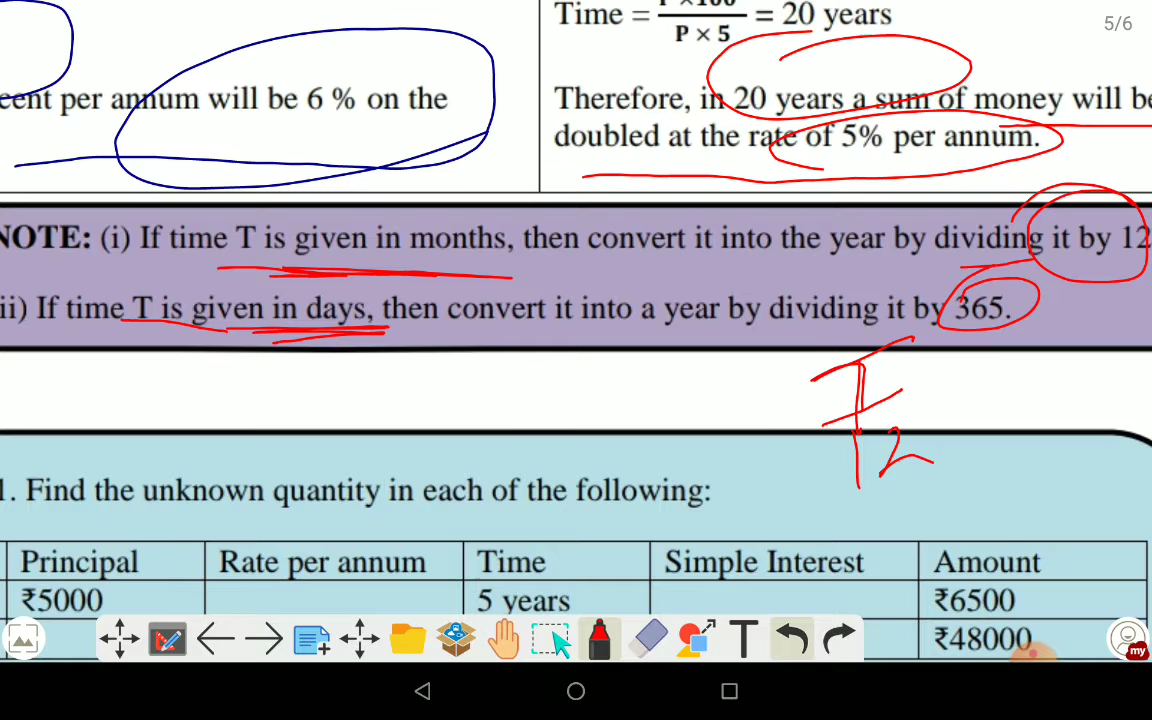 Time = P ×100 / P × 5 = 20 years
5/6
cent per annum will be 6 % on the
Therefore, in 20 years a sum of money will be
doubled at the rate of 5% per annum.
NOTE: (i) If time T is given in months, then convert it into the year by dividing it by 12
ii) If time T is given in days, then convert it into a year by dividing it by 365.
T
12
1. Find the unknown quantity in each of the following:
Principal Rate per annum Time Simple Interest Amount
₹5000 5 years ₹6500
₹48000
T
my